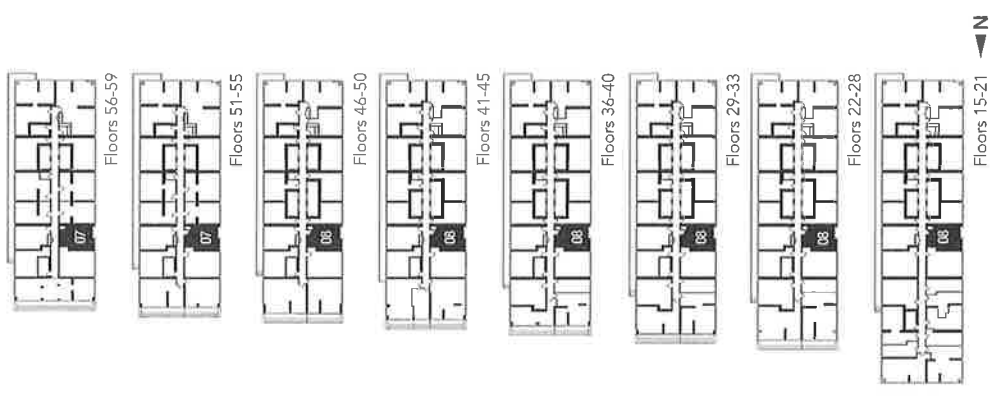 N
Floors 56-59
07
Floors 51-55
07
Floors 46-50
08
Floors 41-45
08
Floors 36-40
08
Floors 29-33
08
Floors 22-28
08
Floors 15-21
08